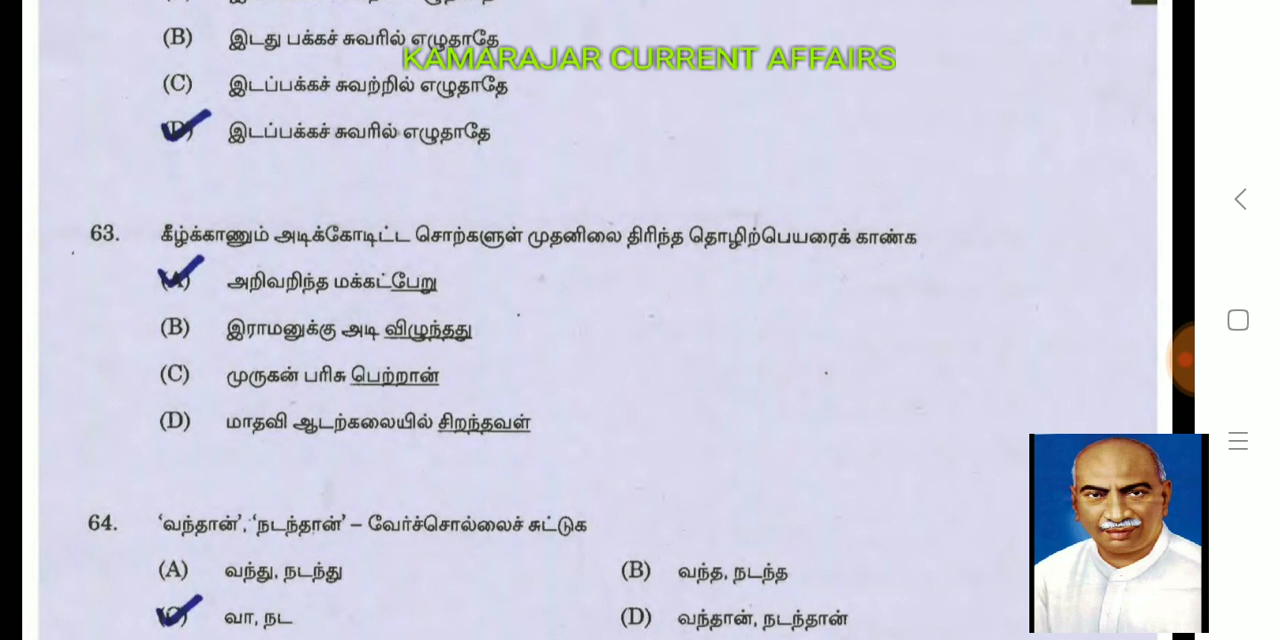 (B) இடது பக்கச் சுவரில் எழுதாதே
KAMARAJAR CURRENT AFFAIRS
(C) இடப்பக்கச் சுவற்றில் எழுதாதே
(D) இடப்பக்கச் சுவரில் எழுதாதே
63. கீழ்க்காணும் அடிக்கோடிட்ட சொற்களுள் முதனிலை திரிந்த தொழிற்பெயரைக் காண்க
(A) அறிவறிந்த மக்கட்பேறு
(B) இராமனுக்கு அடி விழுந்தது
(C) முருகன் பரிசு பெற்றான்
(D) மாதவி ஆடற்கலையில் சிறந்தவள்
64. ‘வந்தான்’, ‘நடந்தான்’ – வேர்ச்சொல்லைச் சுட்டுக
(A) வந்து, நடந்து (B) வந்த, நடந்த
(C) வா, நட (D) வந்தான், நடந்தான்